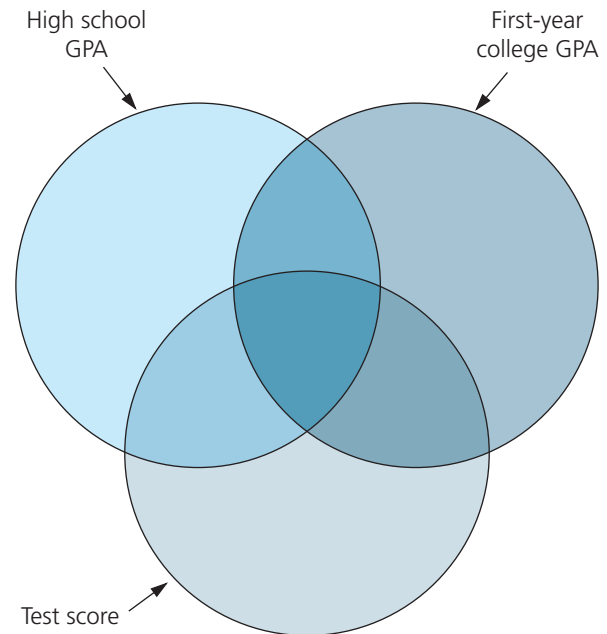 High school
GPA
First-year
college GPA
Test score